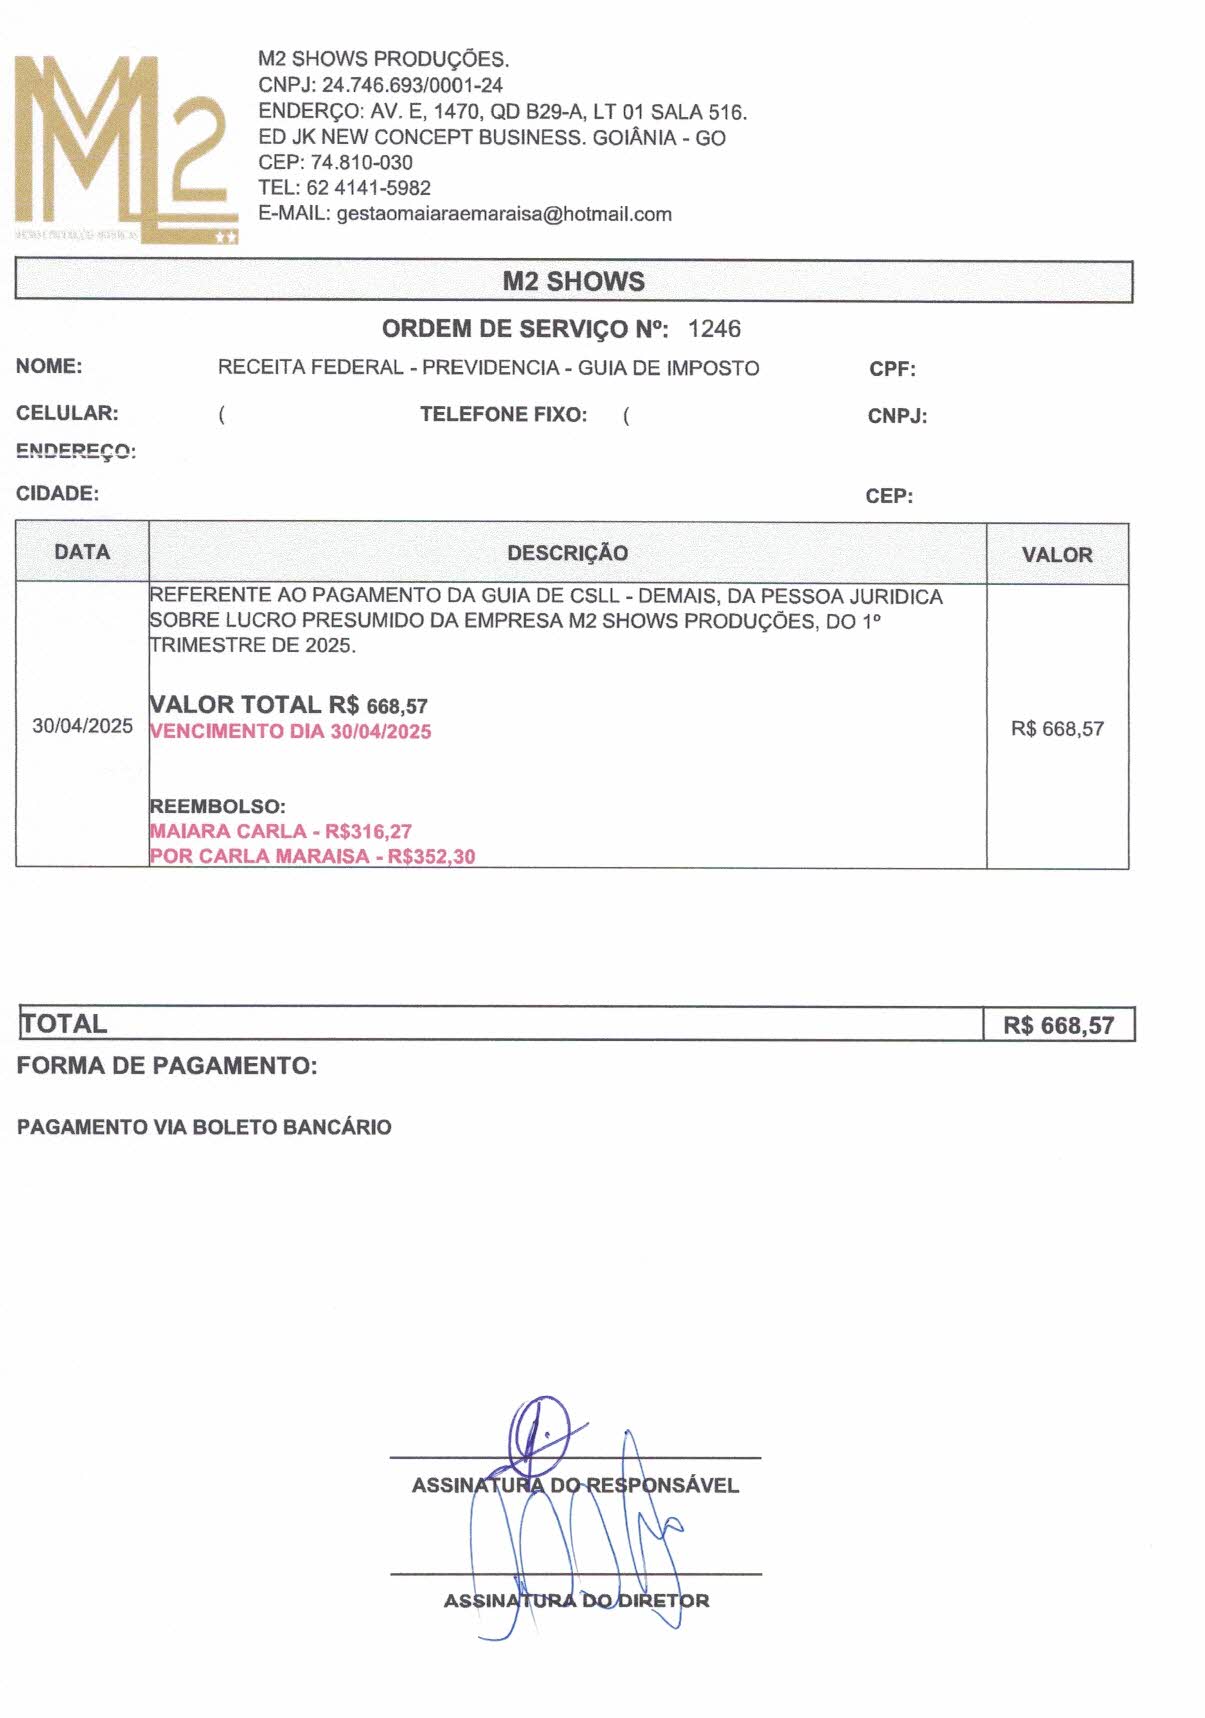 M2 SHOWS PRODUÇÕES.
CNPJ: 24.746.693/0001-24
ENDERÇO: AV. E, 1470, QD B29-A, LT 01 SALA 516.
ED JK NEW CONCEPT BUSINESS. GOIÂNIA - GO
CEP: 74.810-030
TEL: 62 4141-5982
E-MAIL: gestaomaiaraemaraisa@hotmail.com
M2
M2 SHOWS
ORDEM DE SERVIÇO Nº: 1246
NOME: RECEITA FEDERAL - PREVIDENCIA - GUIA DE IMPOSTO CPF:
CELULAR: ( TELEFONE FIXO: ( CNPJ:
ENDEREÇO:
CIDADE: CEP:
DATA DESCRIÇÃO VALOR
REFERENTE AO PAGAMENTO DA GUIA DE CSLL - DEMAIS, DA PESSOA JURIDICA
SOBRE LUCRO PRESUMIDO DA EMPRESA M2 SHOWS PRODUÇÕES, DO 1º
TRIMESTRE DE 2025.
VALOR TOTAL R$ 668,57
30/04/2025 VENCIMENTO DIA 30/04/2025 R$ 668,57
REEMBOLSO:
MAIARA CARLA - R$316,27
POR CARLA MARAISA - R$352,30
TOTAL R$ 668,57
FORMA DE PAGAMENTO:
PAGAMENTO VIA BOLETO BANCÁRIO
ASSINATURA DO RESPONSÁVEL
ASSINATURA DO DIRETOR